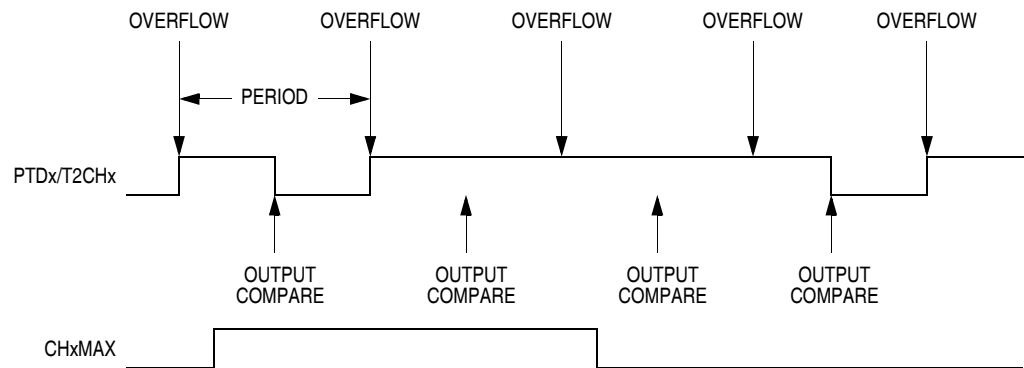 OVERFLOW OVERFLOW OVERFLOW OVERFLOW OVERFLOW
PERIOD
PTDx/T2CHx
OUTPUT COMPARE
OUTPUT COMPARE
OUTPUT COMPARE
OUTPUT COMPARE
CHxMAX